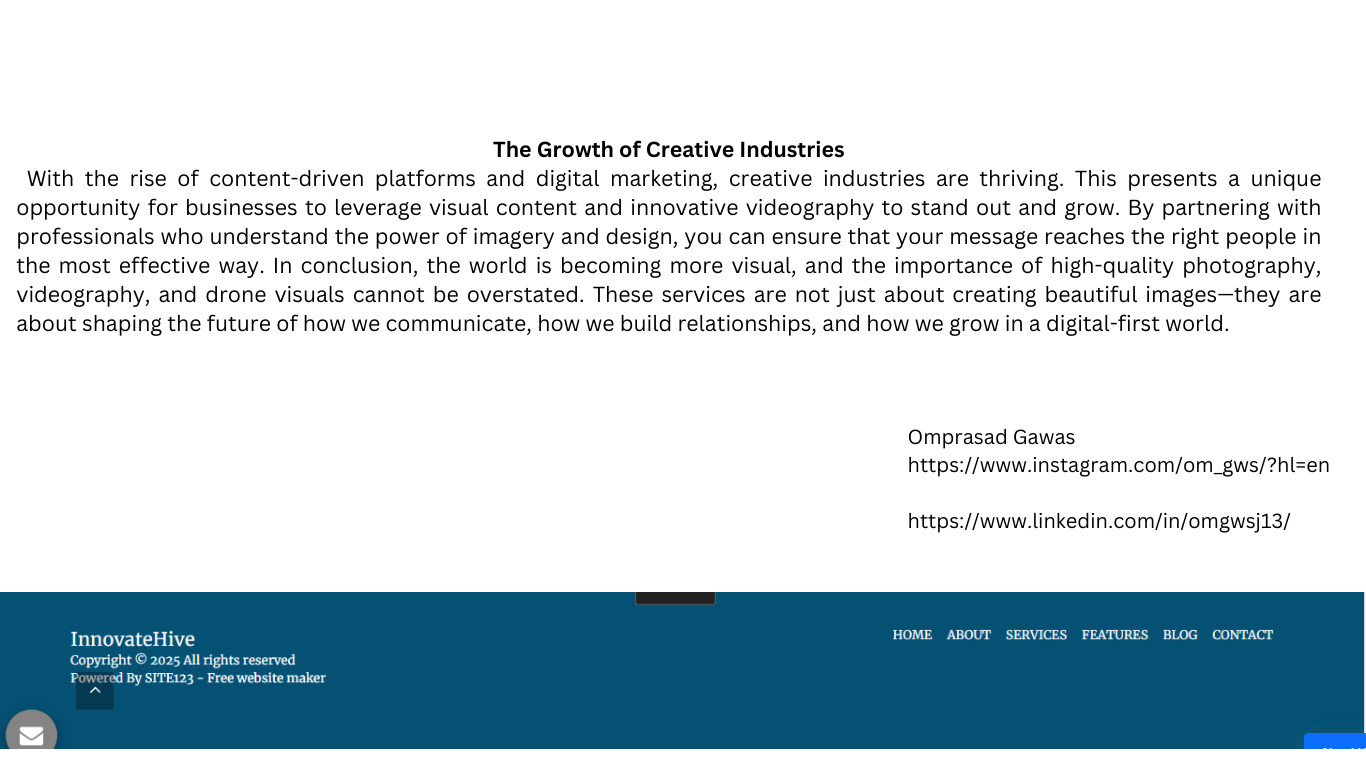 The Growth of Creative Industries
With the rise of content-driven platforms and digital marketing, creative industries are thriving. This presents a unique
opportunity for businesses to leverage visual content and innovative videography to stand out and grow. By partnering with
professionals who understand the power of imagery and design, you can ensure that your message reaches the right people in
the most effective way. In conclusion, the world is becoming more visual, and the importance of high-quality photography,
videography, and drone visuals cannot be overstated. These services are not just about creating beautiful images—they are
about shaping the future of how we communicate, how we build relationships, and how we grow in a digital-first world.
Omprasad Gawas
https://www.instagram.com/om_gws/?hl=en
https://www.linkedin.com/in/omgwsj13/
InnovateHive
Copyright © 2025 All rights reserved
Powered By SITE123 - Free website maker
HOME ABOUT SERVICES FEATURES BLOG CONTACT